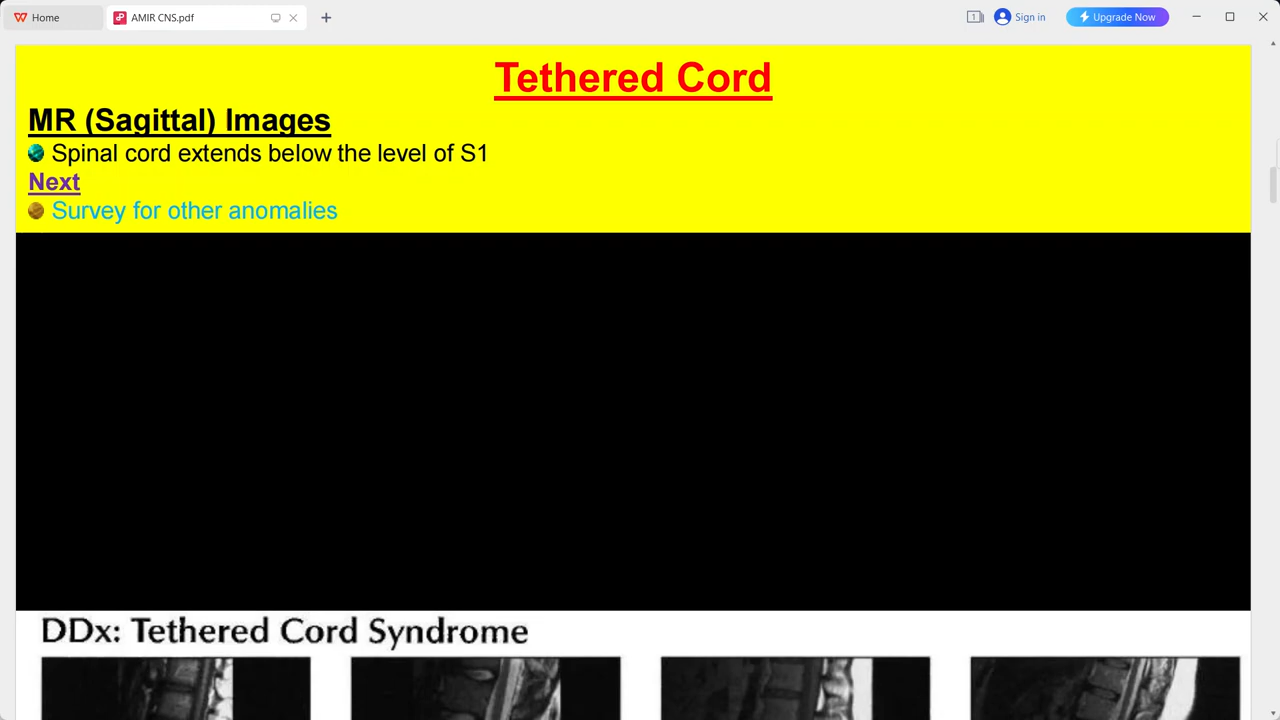 Home
AMIR CNS.pdf
1
Sign in
Upgrade Now
Tethered Cord
MR (Sagittal) Images
Spinal cord extends below the level of S1
Next
Survey for other anomalies
DDx: Tethered Cord Syndrome